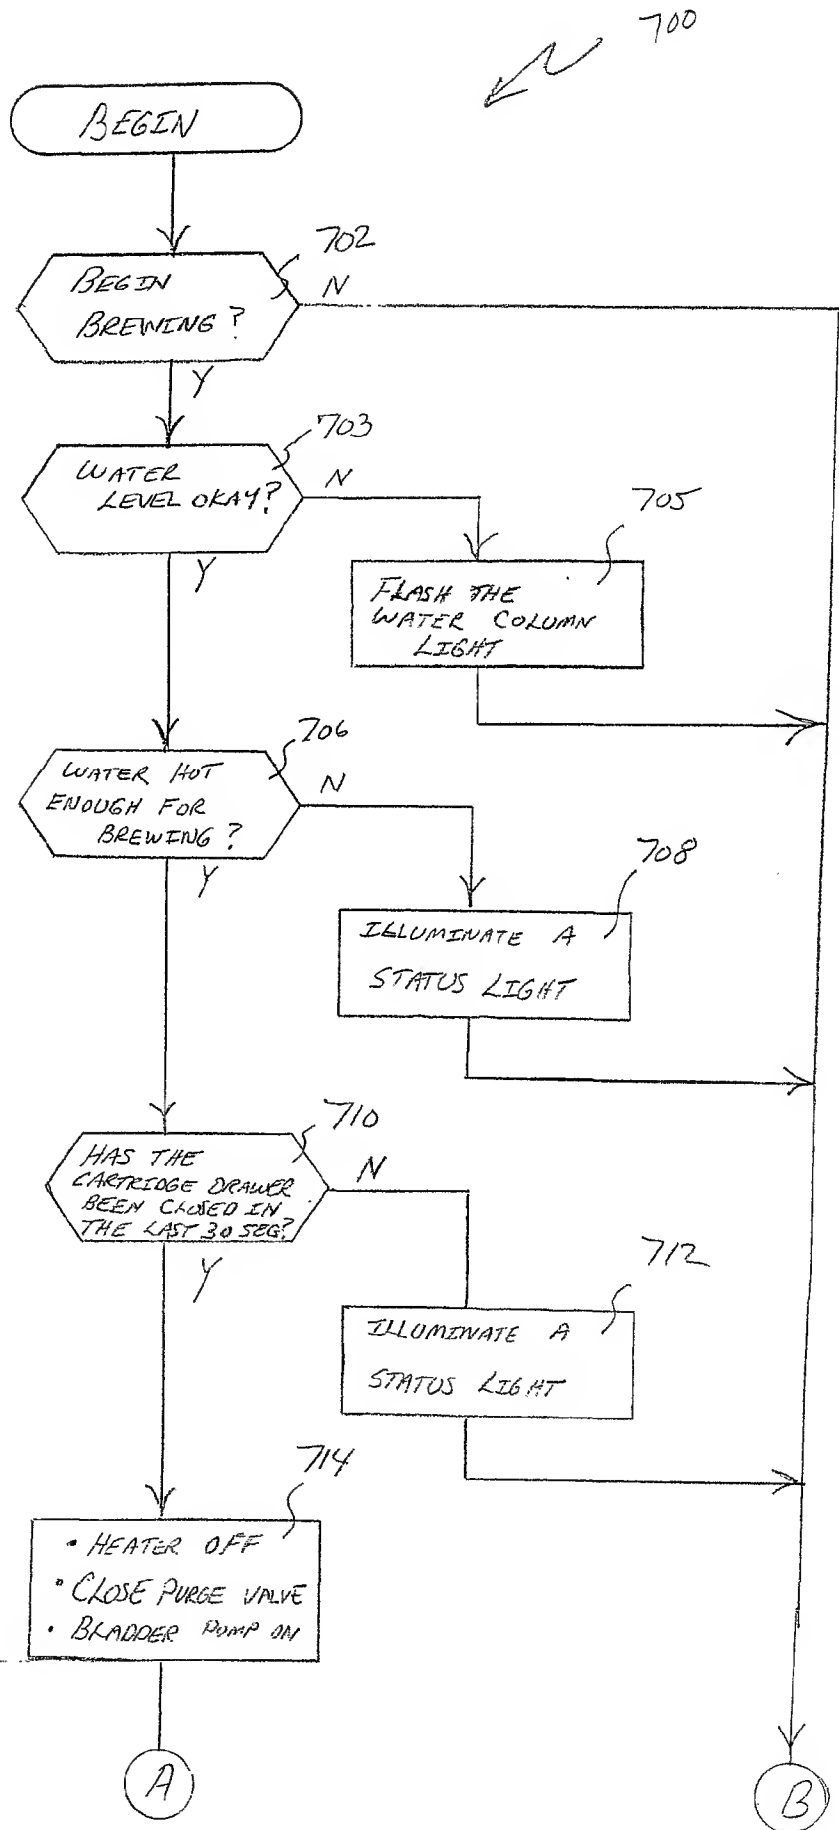 700
BEGIN
702
BEGIN
BREWING?
N
Y
703
WATER
LEVEL OKAY?
N
Y
705
FLASH THE
WATER COLUMN
LIGHT
706
WATER HOT
ENOUGH FOR
BREWING?
N
Y
708
ILLUMINATE A
STATUS LIGHT
710
HAS THE
CARTRIDGE DRAWER
BEEN CLOSED IN
THE LAST 30 SEC?
N
Y
712
ILLUMINATE A
STATUS LIGHT
714
• HEATER OFF
• CLOSE PURGE VALVE
• BLADDER PUMP ON
A
B